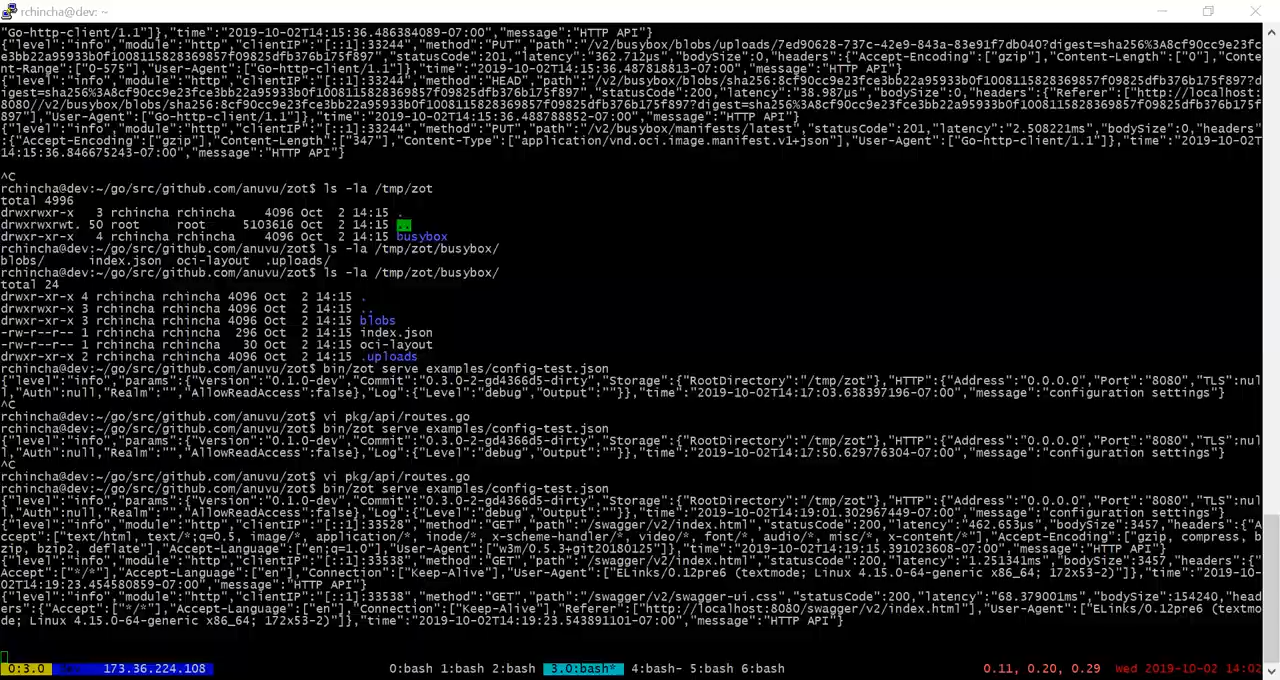 rchincha@dev: ~
"Go-http-client/1.1"]},"time":"2019-10-02T14:15:36.486384089-07:00","message":"HTTP API"}
{"level":"info","module":"http","clientIP":"[::1]:33244","method":"PUT","path":"/v2/busybox/blobs/uploads/7ed90628-737c-42e9-843a-83e91f7db040?digest=sha256%3A8cf90cc9e23fc
e3bb22a95933b0f1008115828369857f09825dfb376b175f897","statusCode":201,"latency":"362.712µs","bodySize":0,"headers":{"Accept-Encoding":["gzip"],"Content-Length":["0"],"Conte
nt-Range":["0-575"],"User-Agent":["Go-http-client/1.1"]},"time":"2019-10-02T14:15:36.487818813-07:00","message":"HTTP API"}
{"level":"info","module":"http","clientIP":"[::1]:33244","method":"HEAD","path":"/v2/busybox/blobs/sha256:8cf90cc9e23fce3bb22a95933b0f1008115828369857f09825dfb376b175f897?d
igest=sha256%3A8cf90cc9e23fce3bb22a95933b0f1008115828369857f09825dfb376b175f897","statusCode":200,"latency":"38.987µs","bodySize":0,"headers":{"Referer":["http://localhost:
8080//v2/busybox/blobs/sha256:8cf90cc9e23fce3bb22a95933b0f1008115828369857f09825dfb376b175f897?digest=sha256%3A8cf90cc9e23fce3bb22a95933b0f1008115828369857f09825dfb376b175f
897"],"User-Agent":["Go-http-client/1.1"]},"time":"2019-10-02T14:15:36.488788852-07:00","message":"HTTP API"}
{"level":"info","module":"http","clientIP":"[::1]:33244","method":"PUT","path":"/v2/busybox/manifests/latest","statusCode":201,"latency":"2.508221ms","bodySize":0,"headers"
:{"Accept-Encoding":["gzip"],"Content-Length":["347"],"Content-Type":["application/vnd.oci.image.manifest.v1+json"],"User-Agent":["Go-http-client/1.1"]},"time":"2019-10-02T
14:15:36.846675243-07:00","message":"HTTP API"}
^C
rchincha@dev:~/go/src/github.com/anuvu/zot$ ls -la /tmp/zot
total 4996
drwxrwxr-x  3 rchincha rchincha    4096 Oct  2 14:15 .
drwxrwxrwt. 50 root     root     5103616 Oct  2 14:15 ..
drwxr-xr-x  4 rchincha rchincha    4096 Oct  2 14:15 busybox
rchincha@dev:~/go/src/github.com/anuvu/zot$ ls -la /tmp/zot/busybox/
blobs/      index.json  oci-layout  .uploads/
rchincha@dev:~/go/src/github.com/anuvu/zot$ ls -la /tmp/zot/busybox/
total 24
drwxr-xr-x 4 rchincha rchincha 4096 Oct  2 14:15 .
drwxrwxr-x 3 rchincha rchincha 4096 Oct  2 14:15 ..
drwxr-xr-x 3 rchincha rchincha 4096 Oct  2 14:15 blobs
-rw-r--r-- 1 rchincha rchincha  296 Oct  2 14:15 index.json
-rw-r--r-- 1 rchincha rchincha   30 Oct  2 14:15 oci-layout
drwxr-xr-x 2 rchincha rchincha 4096 Oct  2 14:15 .uploads
rchincha@dev:~/go/src/github.com/anuvu/zot$ bin/zot serve examples/config-test.json
{"level":"info","params":{"Version":"0.1.0-dev","Commit":"0.3.0-2-gd4366d5-dirty","Storage":{"RootDirectory":"/tmp/zot"},"HTTP":{"Address":"0.0.0.0","Port":"8080","TLS":nul
l,"Auth":null,"Realm":"","AllowReadAccess":false},"Log":{"Level":"debug","Output":""}},"time":"2019-10-02T14:17:03.638397196-07:00","message":"configuration settings"}
^C
rchincha@dev:~/go/src/github.com/anuvu/zot$ vi pkg/api/routes.go
rchincha@dev:~/go/src/github.com/anuvu/zot$ bin/zot serve examples/config-test.json
{"level":"info","params":{"Version":"0.1.0-dev","Commit":"0.3.0-2-gd4366d5-dirty","Storage":{"RootDirectory":"/tmp/zot"},"HTTP":{"Address":"0.0.0.0","Port":"8080","TLS":nul
l,"Auth":null,"Realm":"","AllowReadAccess":false},"Log":{"Level":"debug","Output":""}},"time":"2019-10-02T14:17:50.629776304-07:00","message":"configuration settings"}
^C
rchincha@dev:~/go/src/github.com/anuvu/zot$ vi pkg/api/routes.go
rchincha@dev:~/go/src/github.com/anuvu/zot$ bin/zot serve examples/config-test.json
{"level":"info","params":{"Version":"0.1.0-dev","Commit":"0.3.0-2-gd4366d5-dirty","Storage":{"RootDirectory":"/tmp/zot"},"HTTP":{"Address":"0.0.0.0","Port":"8080","TLS":nul
l,"Auth":null,"Realm":"","AllowReadAccess":false},"Log":{"Level":"debug","Output":""}},"time":"2019-10-02T14:19:01.302967449-07:00","message":"configuration settings"}
{"level":"info","module":"http","clientIP":"[::1]:33528","method":"GET","path":"/swagger/v2/index.html","statusCode":200,"latency":"462.653µs","bodySize":3457,"headers":{"A
ccept":["text/html, text/*;q=0.5, image/*, application/*, inode/*, x-scheme-handler/*, video/*, font/*, audio/*, misc/*, x-content/*"],"Accept-Encoding":["gzip, compress, b
zip, bzip2, deflate"],"Accept-Language":["en;q=1.0"],"User-Agent":["w3m/0.5.3+git20180125"]},"time":"2019-10-02T14:19:15.391023608-07:00","message":"HTTP API"}
{"level":"info","module":"http","clientIP":"[::1]:33538","method":"GET","path":"/swagger/v2/index.html","statusCode":200,"latency":"1.251341ms","bodySize":3457,"headers":{"
Accept":["*/*"],"Accept-Language":["en"],"Connection":["Keep-Alive"],"User-Agent":["ELinks/0.12pre6 (textmode; Linux 4.15.0-64-generic x86_64; 172x53-2)"]},"time":"2019-10-
02T14:19:23.454580859-07:00","message":"HTTP API"}
{"level":"info","module":"http","clientIP":"[::1]:33538","method":"GET","path":"/swagger/v2/swagger-ui.css","statusCode":200,"latency":"68.379001ms","bodySize":154240,"head
ers":{"Accept":["*/*"],"Accept-Language":["en"],"Connection":["Keep-Alive"],"Referer":["http://localhost:8080/swagger/v2/index.html"],"User-Agent":["ELinks/0.12pre6 (textmo
de; Linux 4.15.0-64-generic x86_64; 172x53-2)"]},"time":"2019-10-02T14:19:23.543891101-07:00","message":"HTTP API"}
0:3.0 173.36.224.108 0:bash 1:bash 2:bash 3.0:bash* 4:bash- 5:bash 6:bash 0.11, 0.20, 0.29 Wed 2019-10-02 14:02